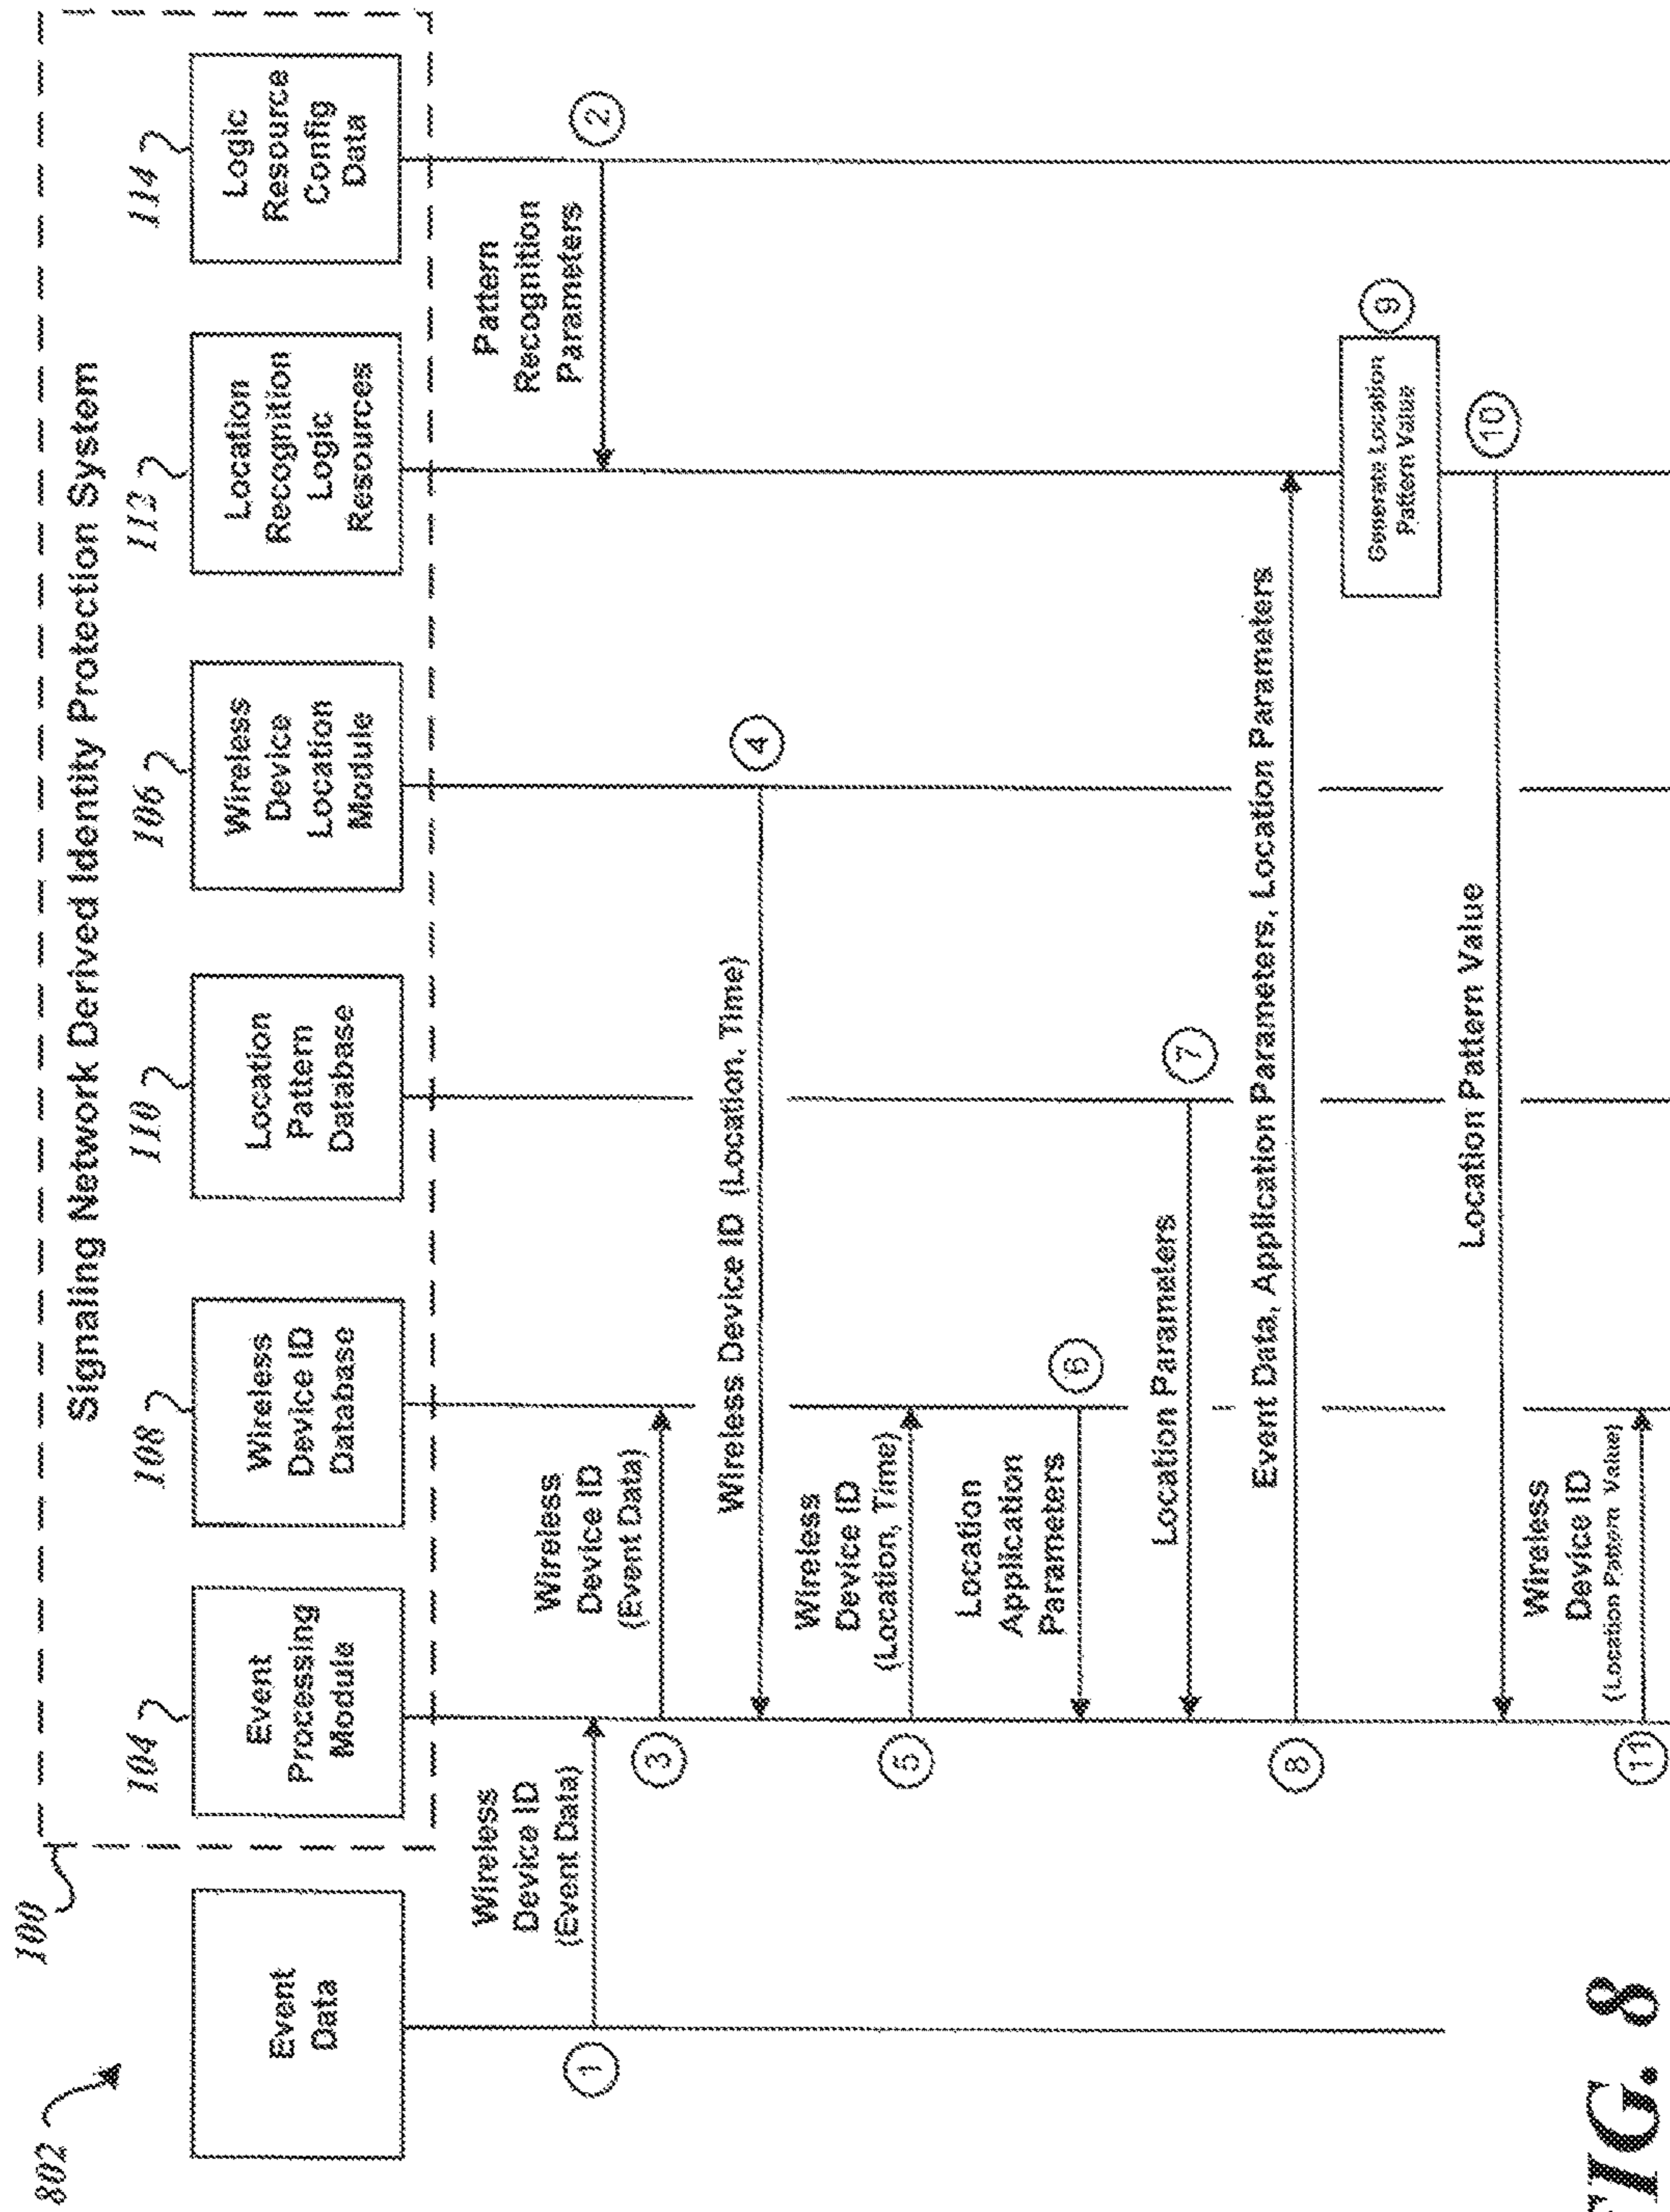 802
100
Signaling Network Derived Identity Protection System
104
108
110
106
112
114
Event
Data
Event
Processing
Module
Wireless
Device ID
Database
Location
Pattern
Database
Wireless
Device
Location
Module
Location
Recognition
Logic
Resources
Logic
Resource
Config
Data
Wireless
Device ID
(Event Data)
1
Pattern
Recognition
Parameters
2
Wireless
Device ID
(Event Data)
3
Wireless Device ID (Location, Time)
4
Wireless
Device ID
(Location, Time)
5
Location
Application
Parameters
6
Location Parameters
7
Event Data, Application Parameters, Location Parameters
8
Generate Location
Pattern Value
9
Location Pattern Value
10
Wireless
Device ID
(Location Pattern Value)
11
FIG. 8